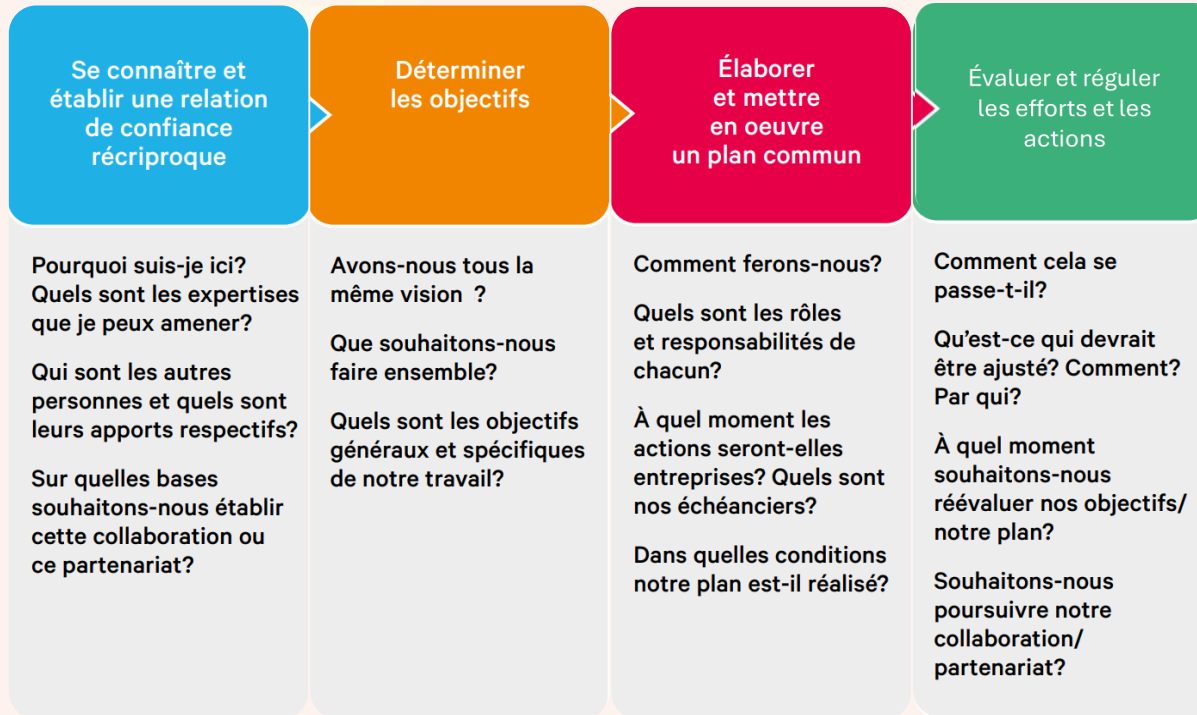 Se connaître et
établir une relation
de confiance
récriproque
Pourquoi suis-je ici?
Quels sont les expertises
que je peux amener?
Qui sont les autres
personnes et quels sont
leurs apports respectifs?
Sur quelles bases
souhaitons-nous établir
cette collaboration ou
ce partenariat?
Déterminer
les objectifs
Avons-nous tous la
même vision  ?
Que souhaitons-nous
faire ensemble?
Quels sont les objectifs
généraux et spécifiques
de notre travail?
Élaborer
et mettre
en oeuvre
un plan commun
Comment ferons-nous?
Quels sont les rôles
et responsabilités de
chacun?
À quel moment les
actions seront-elles
entreprises? Quels sont
nos échéanciers?
Dans quelles conditions
notre plan est-il réalisé?
Évaluer et réguler
les efforts et les
actions
Comment cela se
passe-t-il?
Qu’est-ce qui devrait
être ajusté? Comment?
Par qui?
À quel moment
souhaitons-nous
réévaluer nos objectifs/
notre plan?
Souhaitons-nous
poursuivre notre
collaboration/
partenariat?